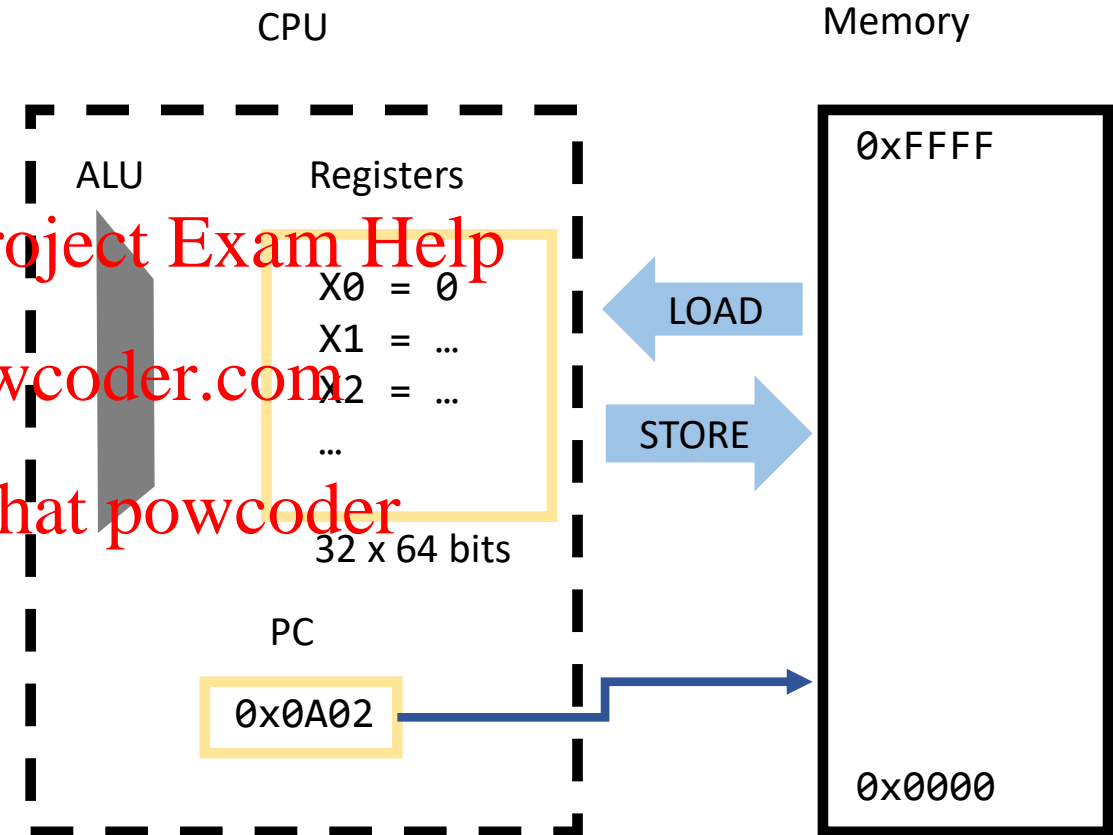 CPU
Memory
0xFFFF
ALU
Registers
roject Exam Help
X0 = 0
LOAD
X1 = …
wcoder.com
X2 = …
STORE
…
hat powcoder
32 x 64 bits
PC
0x0A02
0x0000